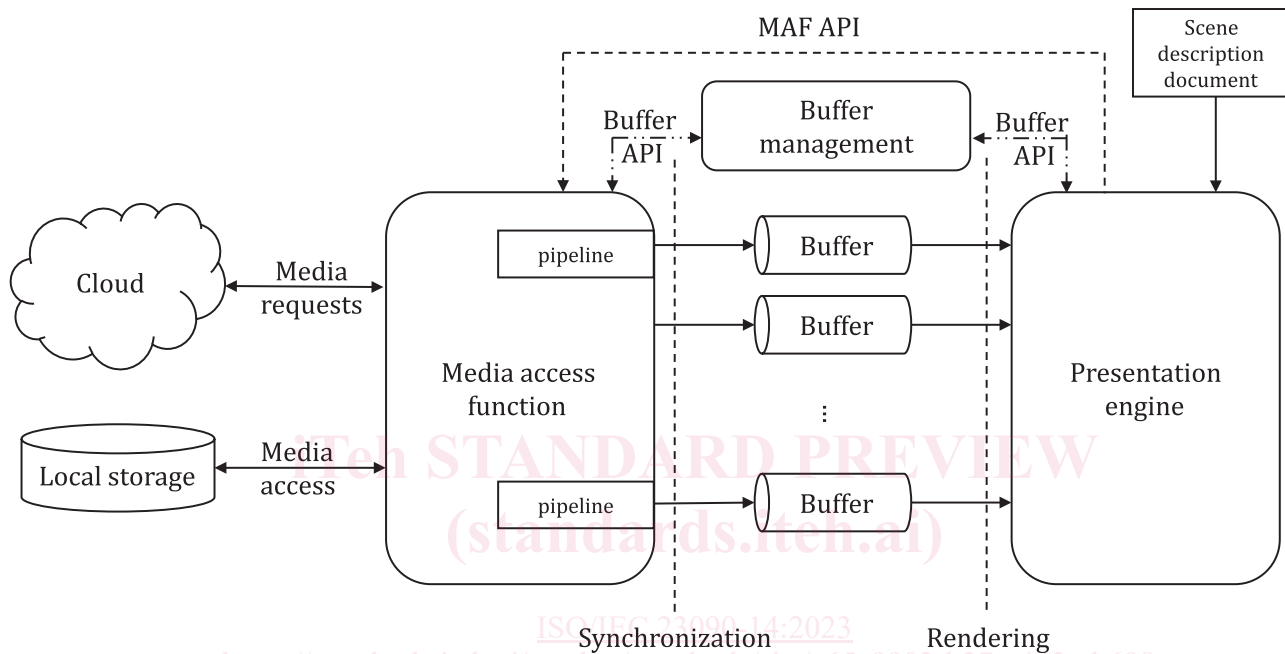 MAF API
Scene
description
document
Buffer
API
Buffer
management
Buffer
API
pipeline
Buffer
Cloud
Media
requests
Buffer
Media access
function
Presentation
engine
...
iTeh STANDARD PREVIEW
Local storage
Media
access
pipeline
Buffer
(standards.iteh.ai)
ISO/IEC 23090-14:2023
Synchronization
Rendering